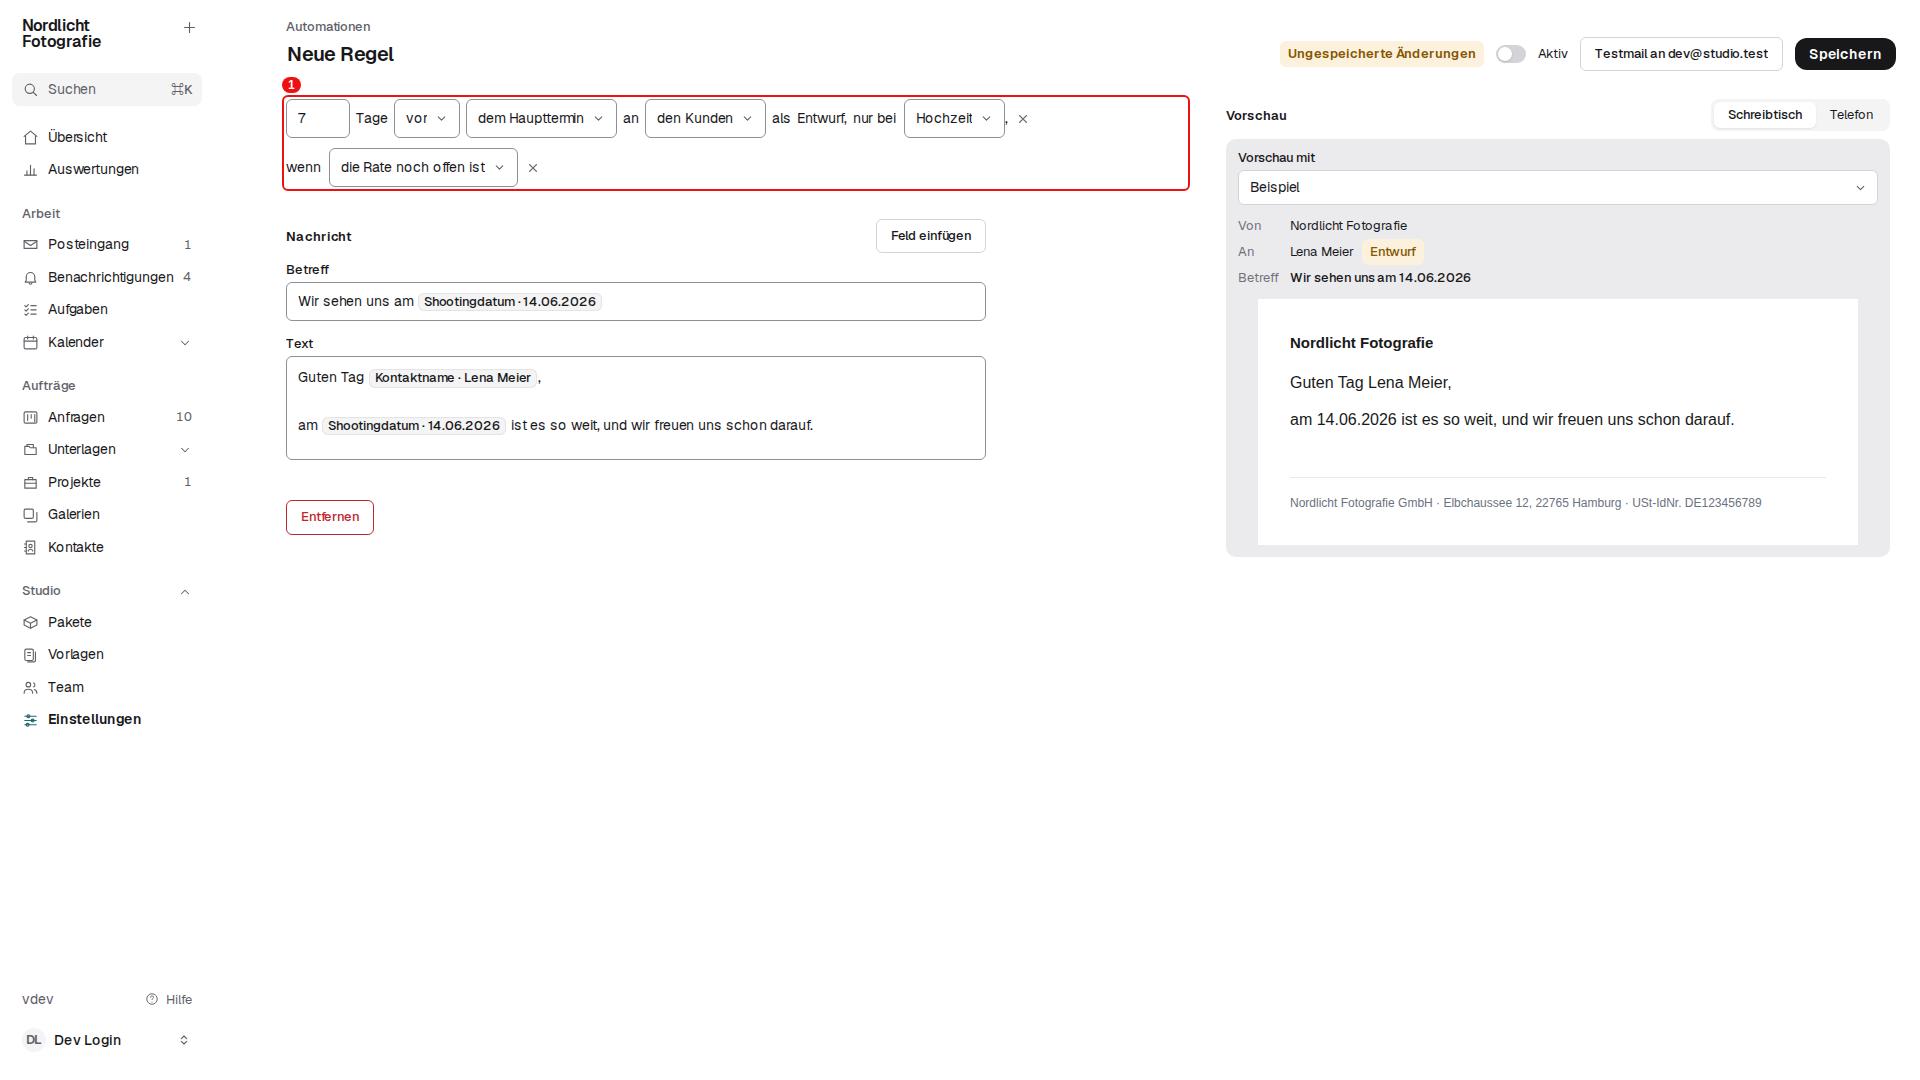 Nordlicht
Fotografie
Suchen ⌘K
Übersicht
Auswertungen
Arbeit
Posteingang 1
Benachrichtigungen 4
Aufgaben
Kalender
Aufträge
Anfragen 10
Unterlagen
Projekte 1
Galerien
Kontakte
Studio
Pakete
Vorlagen
Team
Einstellungen
vdev Hilfe
DL Dev Login
Automationen
Neue Regel
Ungespeicherte Änderungen Aktiv Testmail an dev@studio.test Speichern
1
7 Tage vor dem Haupttermin an den Kunden als Entwurf, nur bei Hochzeit ,
wenn die Rate noch offen ist
Nachricht Feld einfügen
Betreff
Wir sehen uns am Shootingdatum · 14.06.2026
Text
Guten Tag Kontaktname · Lena Meier ,
am Shootingdatum · 14.06.2026 ist es so weit, und wir freuen uns schon darauf.
Entfernen
Vorschau Schreibtisch Telefon
Vorschau mit
Beispiel
Von Nordlicht Fotografie
An Lena Meier Entwurf
Betreff Wir sehen uns am 14.06.2026
Nordlicht Fotografie
Guten Tag Lena Meier,
am 14.06.2026 ist es so weit, und wir freuen uns schon darauf.
Nordlicht Fotografie GmbH · Elbchaussee 12, 22765 Hamburg · USt-IdNr. DE123456789